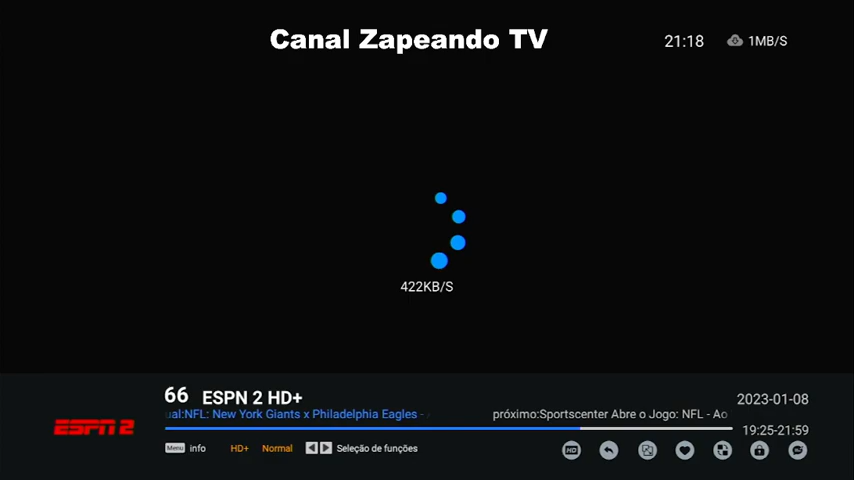 Canal Zapeando TV
21:18
1MB/S
422KB/S
66 ESPN 2 HD+
2023-01-08
ual:NFL: New York Giants x Philadelphia Eagles -
próximo:Sportscenter Abre o Jogo: NFL - Ao
ESPN 2
19:25-21:59
Menu info HD+ Normal Seleção de funções
HD